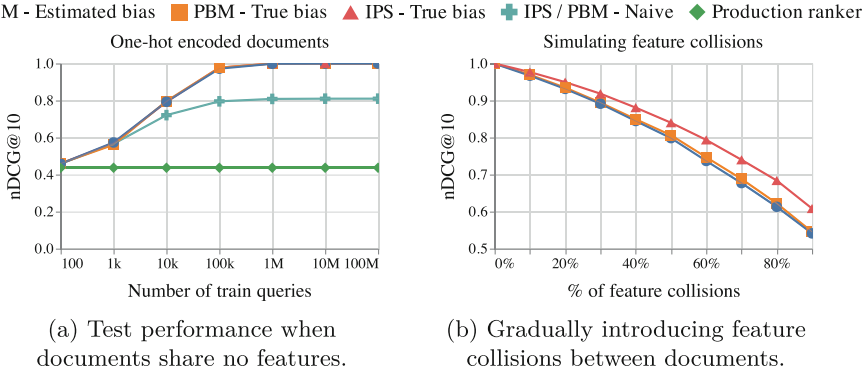 M - Estimated bias PBM - True bias IPS - True bias IPS / PBM - Naive Production ranker
One-hot encoded documents
nDCG@10
1.0
0.8
0.6
0.4
0.2
0.0
100 1k 10k 100k 1M 10M 100M
Number of train queries
(a) Test performance when
documents share no features.
Simulating feature collisions
nDCG@10
1.0
0.9
0.8
0.7
0.6
0.5
0% 20% 40% 60% 80%
% of feature collisions
(b) Gradually introducing feature
collisions between documents.